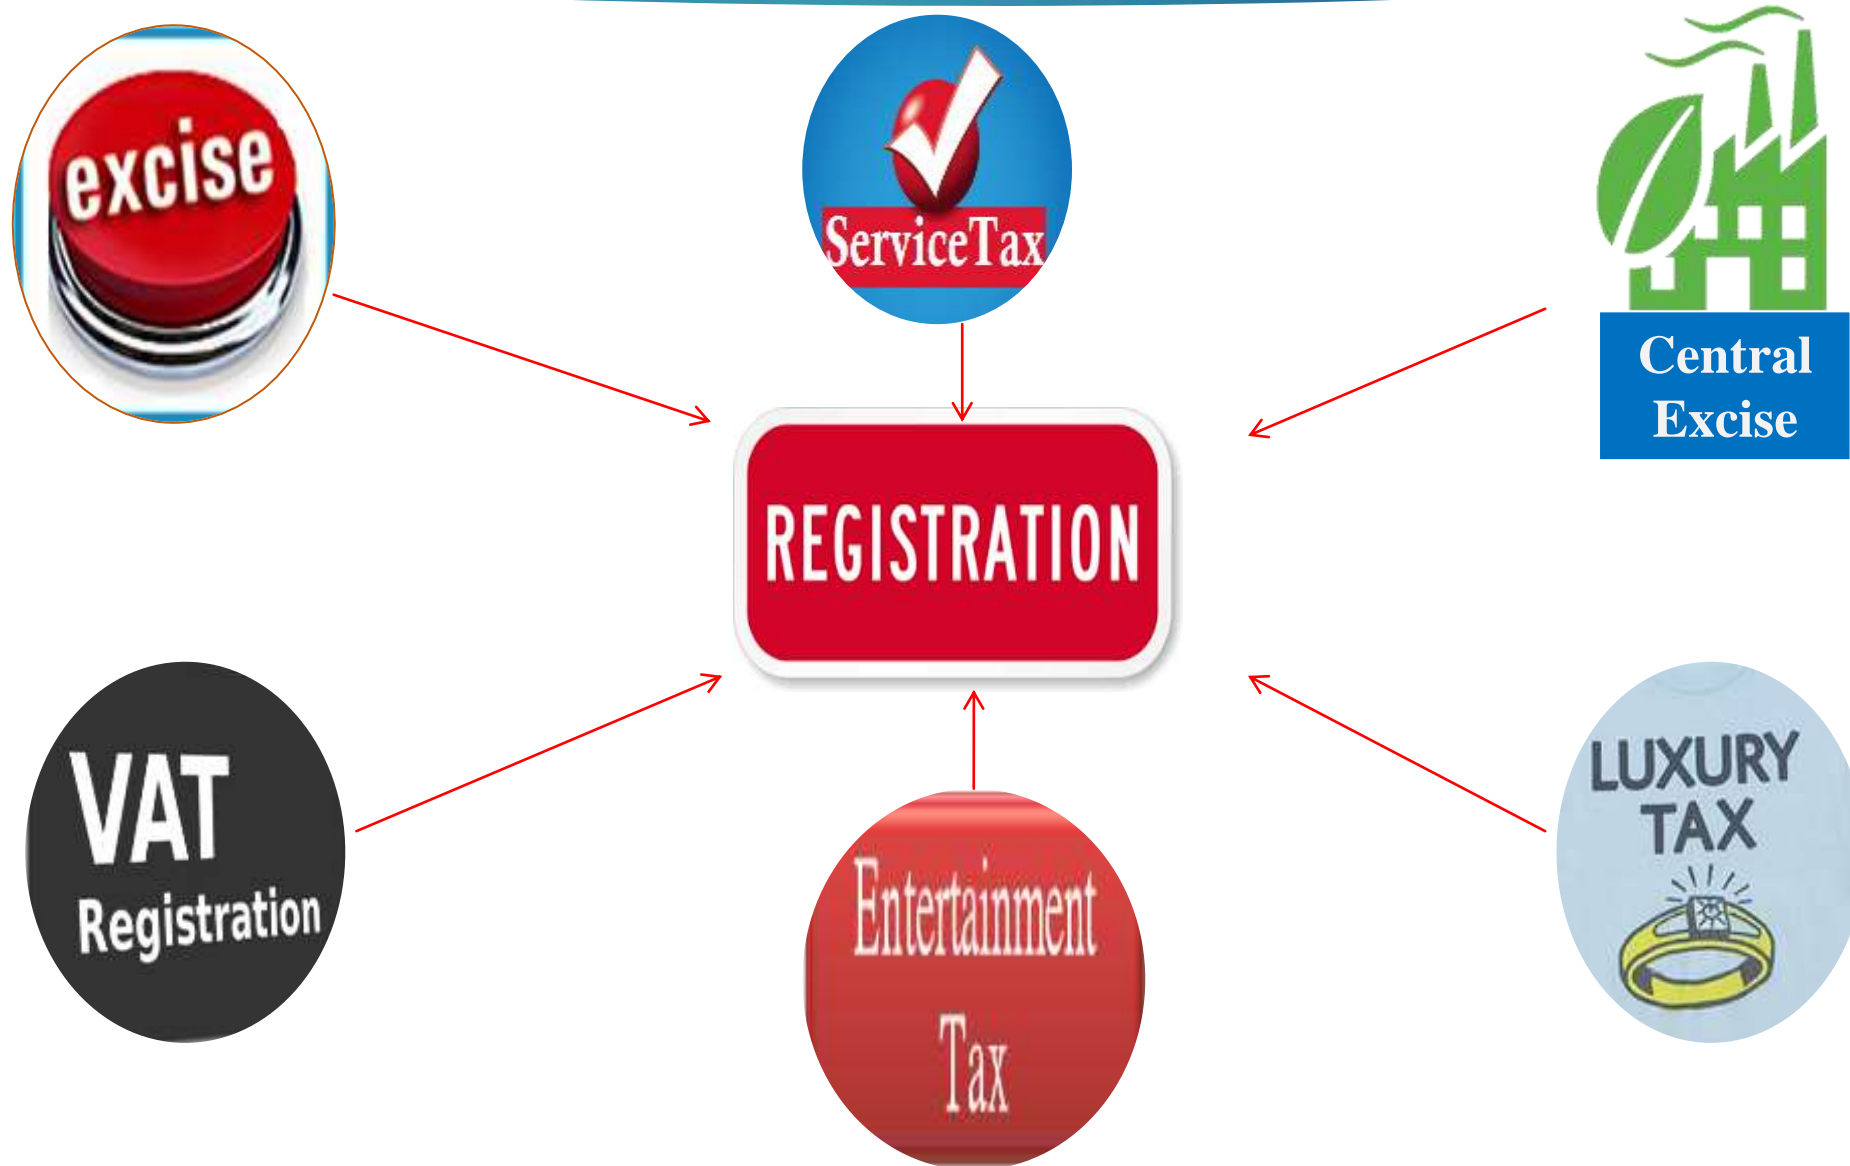 excise
ServiceTax
Central
Excise
REGISTRATION
VAT
Registration
Entertainment
Tax
LUXURY
TAX